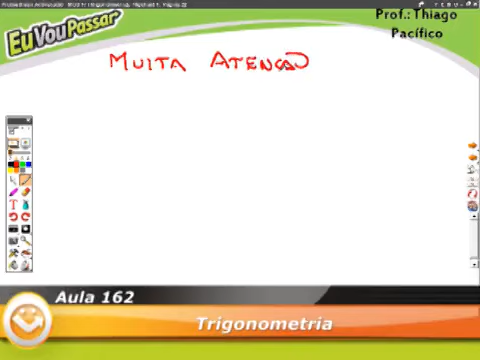 Prof.: Thiago
Pacífico
EuVouPassar
MUITA ATENÇÃO
Aula 162
Trigonometria